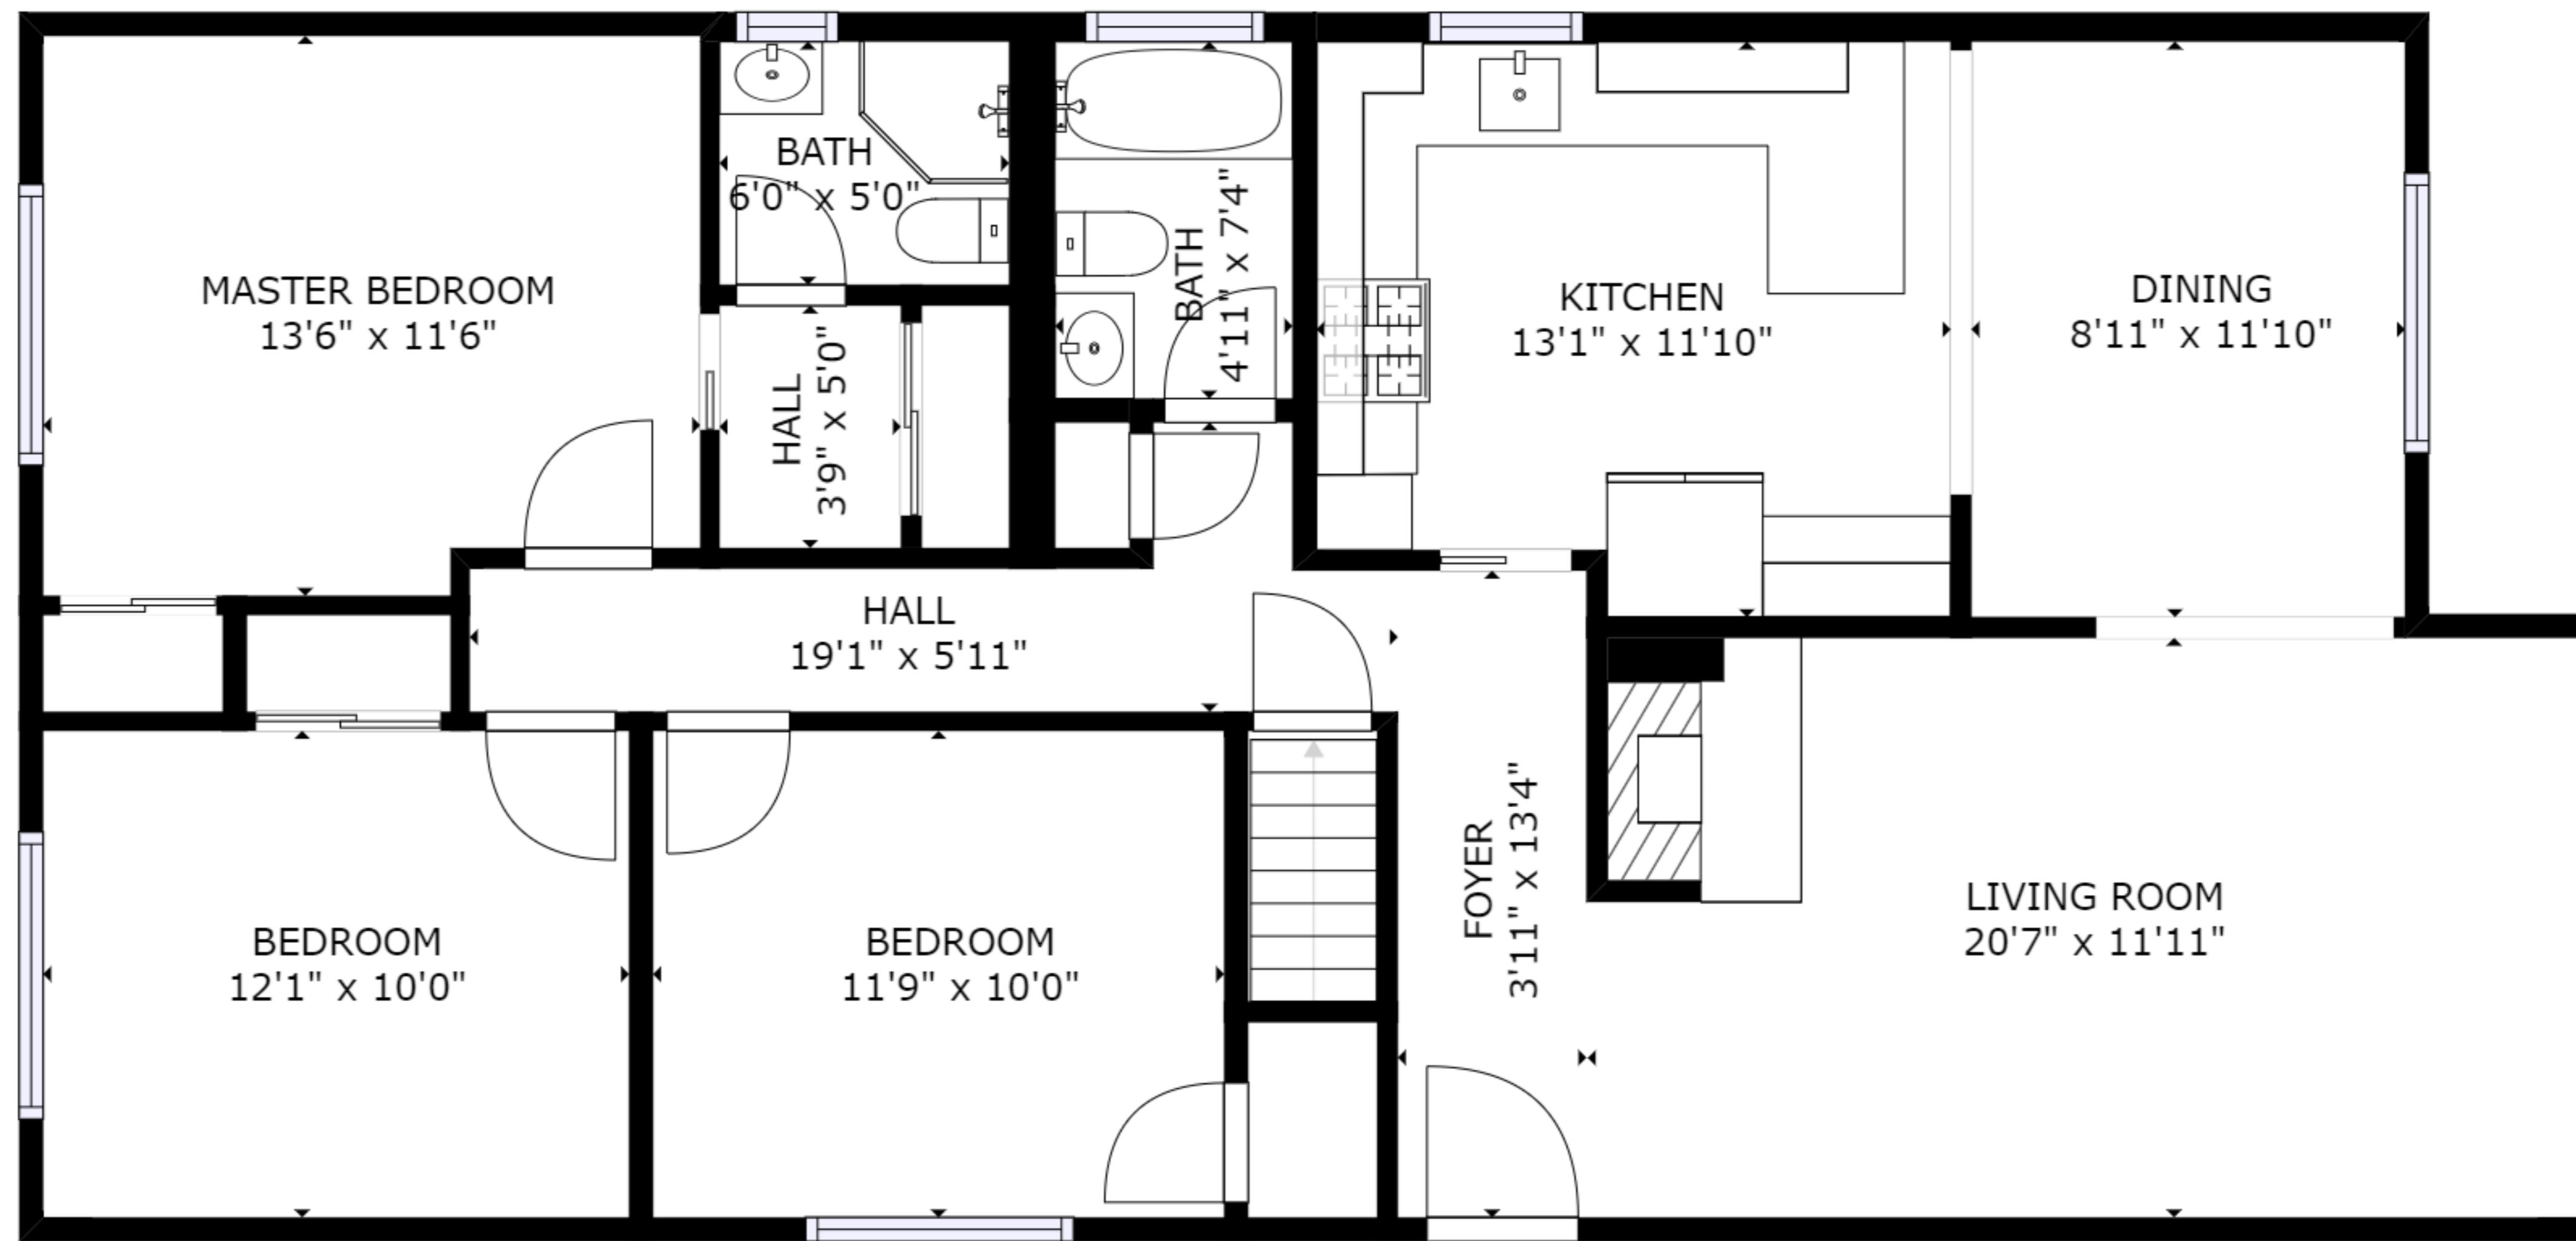 BATH
6'0" x 5'0"
BATH
4'11" x 7'4"
MASTER BEDROOM
13'6" x 11'6"
KITCHEN
13'1" x 11'10"
DINING
8'11" x 11'10"
HALL
3'9" x 5'0"
HALL
19'1" x 5'11"
FOYER
3'11" x 13'4"
LIVING ROOM
20'7" x 11'11"
BEDROOM
12'1" x 10'0"
BEDROOM
11'9" x 10'0"